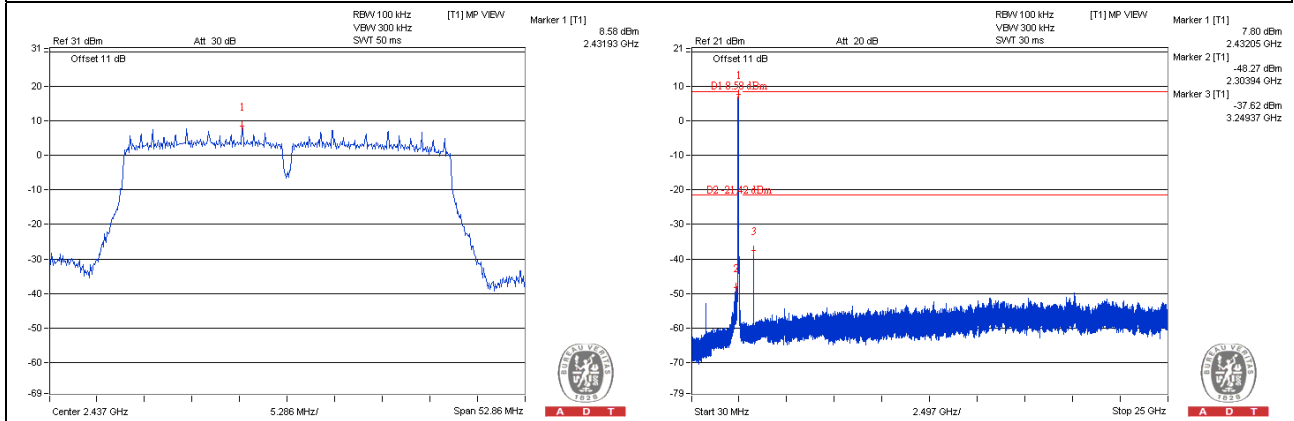 RBW 100 kHz
VBW 300 kHz
SWT 50 ms
[T1] MP VIEW
Ref 31 dBm
Att 30 dB
Offset 11 dB
Marker 1 [T1]
8.58 dBm
2.43193 GHz
31
20
10
0
-10
-20
-30
-40
-50
-60
-69
1
Center 2.437 GHz
5.286 MHz/
Span 52.86 MHz
BUREAU VERITAS
1828
A D T
RBW 100 kHz
VBW 300 kHz
SWT 30 ms
[T1] MP VIEW
Ref 21 dBm
Att 20 dB
Offset 11 dB
Marker 1 [T1]
7.80 dBm
2.43205 GHz
Marker 2 [T1]
-48.27 dBm
2.30394 GHz
Marker 3 [T1]
-37.62 dBm
3.24937 GHz
21
10
0
-10
-20
-30
-40
-50
-60
-70
-79
1
D1 8.58 dBm
D2 -21.42 dBm
3
2
Start 30 MHz
2.497 GHz/
Stop 25 GHz
BUREAU VERITAS
1828
A D T